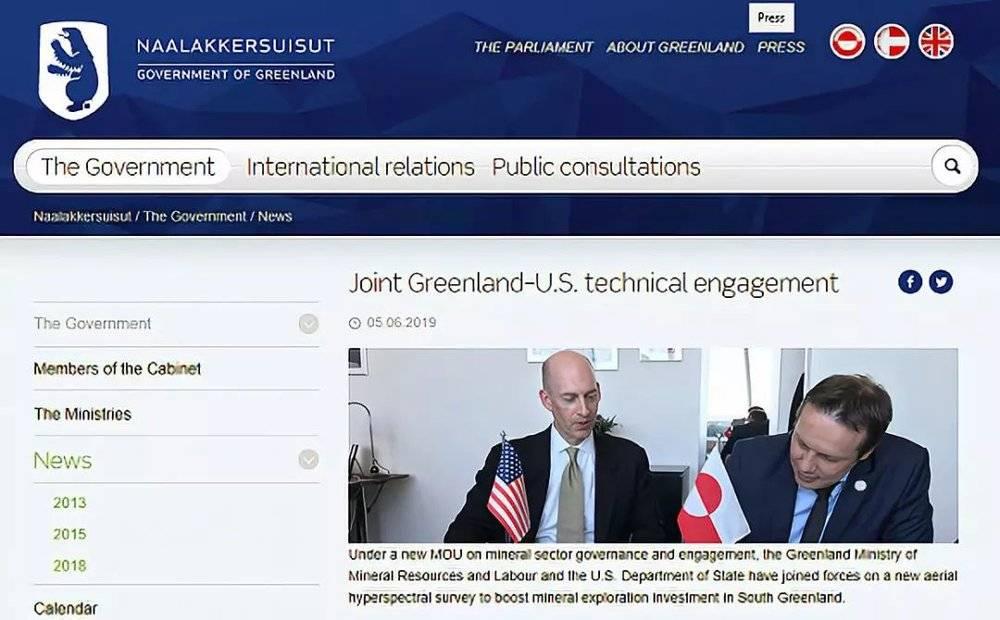 Press
NAALAKKERSUISUT
GOVERNMENT OF GREENLAND
THE PARLIAMENT ABOUT GREENLAND PRESS
The Government International relations Public consultations
Naalakkersuisut / The Government / News
Joint Greenland-U.S. technical engagement
05.06.2019
The Government
Members of the Cabinet
The Ministries
News
2013
2015
2018
Calendar
Under a new MOU on mineral sector governance and engagement, the Greenland Ministry of
Mineral Resources and Labour and the U.S. Department of State have joined forces on a new aerial
hyperspectral survey to boost mineral exploration investment in South Greenland.